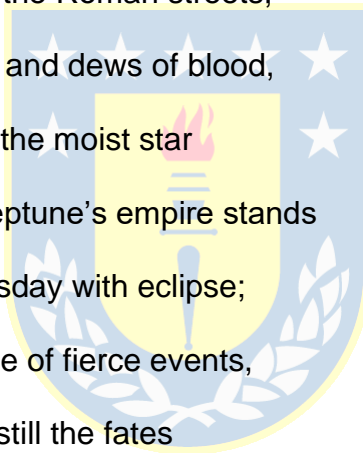 the Roman streets,
and dews of blood,
the moist star
eptune’s empire stands
sday with eclipse;
e of fierce events,
still the fates